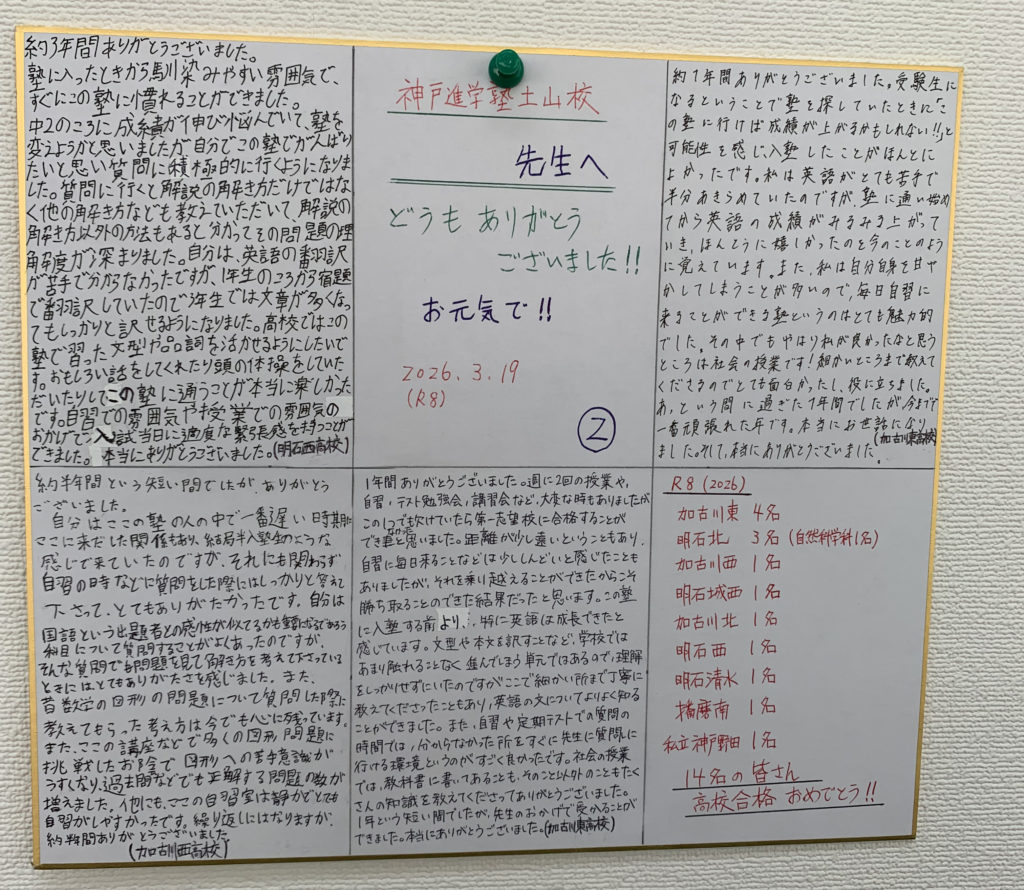 約3年間ありがとうございました。
塾に入ったときから馴染みやすい雰囲気で、
すぐにこの塾に慣れることができました。
中2のころに成績が伸び悩んでいて、塾を
変えようかと思いましたが自分でこの塾でがんばり
たいと思い質問に積極的に行くようになりま
した。質問に行くと解説の解き方だけではな
く他の解き方なども教えていただいて、解説の
解き方以外の方法もあると分かってその問題の理
解度が深まりました。自分は、英語の翻訳
が苦手で分からなかったですが、1年生のころから宿題
で翻訳していたので3年生では文章が多くなっ
てもしっかりと訳せるようになりました。高校ではこの
塾で習った文型や品詞を活かせるようにしたいで
す。おもしろい話をしてくれたり頭の体操をしていた
だいたりしてこの塾に通うことが本当に楽しかった
です。自習での雰囲気や授業での雰囲気の
おかげで入試当日に適度な緊張感を持つことが
できました。本当にありがとうございました。(明石西高校)
神戸進学塾土山校
先生へ
どうもありがとう
ございました!!
お元気で!!
2026.3.19
(R8)
②
約1年間ありがとうございました。受験生に
なるということで塾を探していたときに「こ
の塾に行けば成績が上がるかもしれない!!」と
可能性を感じ、入塾したことがほんとに
よかったです。私は英語がとても苦手で
半分あきらめていたのですが、塾に通い始め
てから英語の成績がみるみる上がって
いき、ほんとうに嬉しかったのを今のことのよう
に覚えています。また、私は自分自身を甘や
かしてしまうことが多いので、毎日自習に
来ることができる塾というのはとても魅力的
でした。その中でもやはり私が良かったなと思う
ところは社会の授業です!細かいところまで教えて
くださるのでとても面白かったし、役に立ちました。
あっという間に過ぎた1年間でしたが、今まで
一番頑張れた年です。本当にお世話になり
ました。そして、本当にありがとうございました。(加古川東高校)
約半年間という短い間でしたが、ありがとう
ございました。
自分はここの塾の人の中で一番遅い時期に
ここに来だした関係もあり、結局半入塾生のような
感じで来ていたのですが、それにも関わらず
自習の時などに質問をした際にはしっかりと答えて
下さって、とてもありがたかったです。自分は
国語という出題者との感性が似てるかも繋げるであろう
科目について質問することがよくあったのですが、
そんな質問でも問題を見て解き方を考えて下さっている
ときにはとてもありがたさを感じました。また、
昔数学の図形の問題について質問した際に
教えてもらった考え方は今でも心に残っています。
また、ここの講座などで多くの図形問題に
挑戦したお陰で図形への苦手意識が
うすくなり、過去問などでも正解する問題の数が
増えました。他にも、ここの自習室は静かでとても
自習がしやすかったです。繰り返しにはなりますが、
約半年間ありがとうございました。
(加古川西高校)
1年間ありがとうございました。週に2回の授業や、
自習、テスト勉強会、講習会など、大変な時もありましたが
この1つでも欠けていたら第一志望校に合格することが
できなかったと思いました。距離が少し遠いということもあり、
自習に毎日来ることなどは少ししんどいと感じたことも
ありましたが、それを乗り越えることができたからこそ
勝ち取ることのできた結果だったと思います。この塾
に入塾する前より、特に英語は成長できたと
感じています。文型や本文を訳すことなど、学校では
あまり触れることなく進んでしまう単元ではあるので、理解
をしっかりせずにいたのですがここで細かい所まで丁寧に
教えてくださったこともあり、英語の文についてよりよく知る
ことができました。また、自習や定期テストでの質問の
時間では、分からなかった所をすぐに先生に質問に
行ける環境というのがすごく良かったです。社会の授業
では、教科書に書いてあることも、そのこと以外のこともたく
さんの知識を教えてくださってありがとうございました。
1年という短い間でしたが、先生のおかげで受かることが
できました。本当にありがとうございました。(加古川東高校)
R8(2026)
加古川東 4名
明石北 3名 (自然科学科1名)
加古川西 1名
明石城西 1名
加古川北 1名
明石西 1名
明石清水 1名
播磨南 1名
私立神戸野田 1名
14名の皆さん
高校合格おめでとう!!